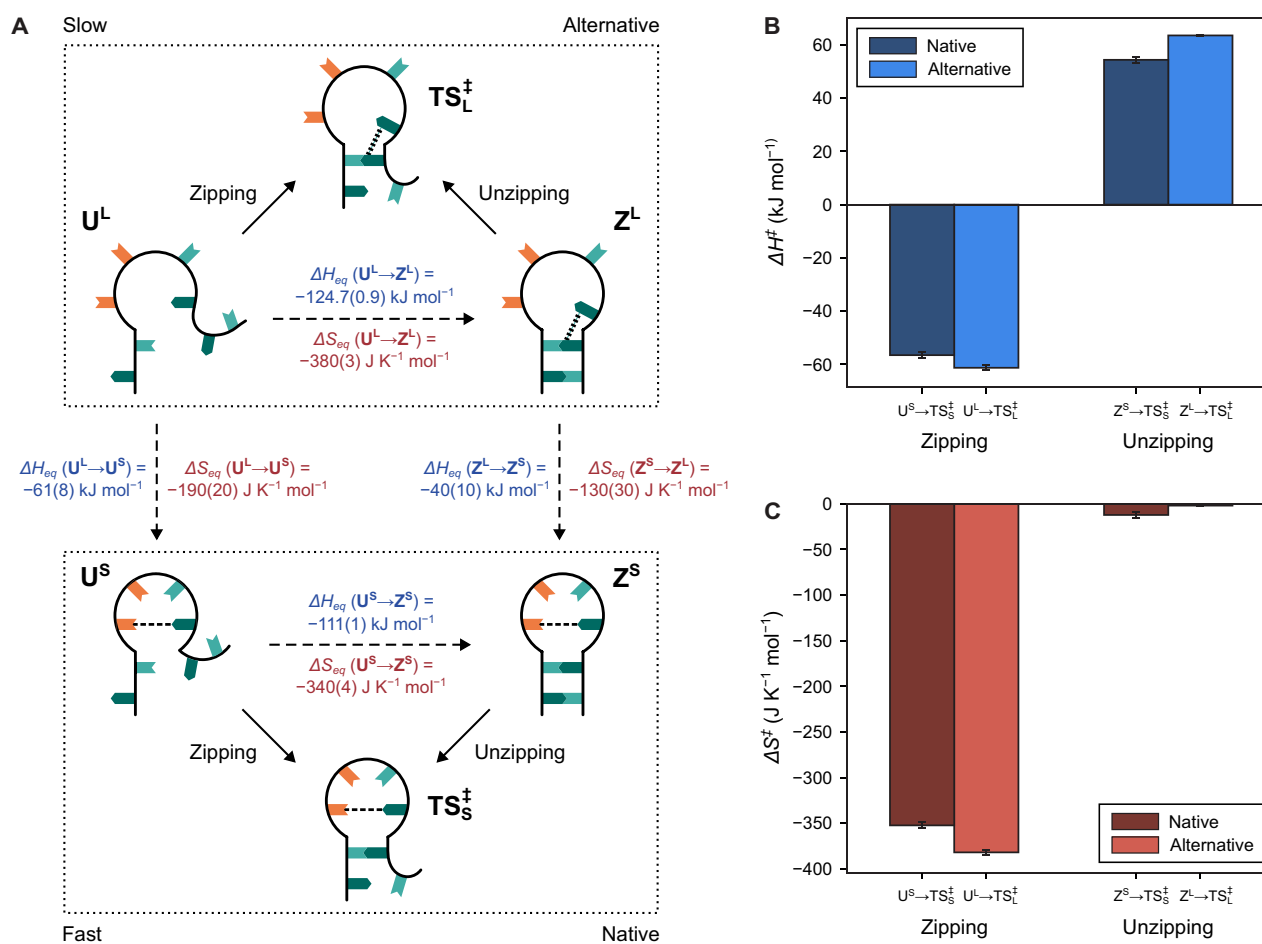 A
Slow
Alternative
TS‡L
Zipping
Unzipping
Uᴸ
Zᴸ
ΔHeq (Uᴸ→Zᴸ) =
−124.7(0.9) kJ mol⁻¹
ΔSeq (Uᴸ→Zᴸ) =
−380(3) J K⁻¹ mol⁻¹
ΔHeq (Uᴸ→Uˢ) =
−61(8) kJ mol⁻¹
ΔSeq (Uᴸ→Uˢ) =
−190(20) J K⁻¹ mol⁻¹
ΔHeq (Zᴸ→Zˢ) =
−40(10) kJ mol⁻¹
ΔSeq (Zˢ→Zᴸ) =
−130(30) J K⁻¹ mol⁻¹
Uˢ
Zˢ
ΔHeq (Uˢ→Zˢ) =
−111(1) kJ mol⁻¹
ΔSeq (Uˢ→Zˢ) =
−340(4) J K⁻¹ mol⁻¹
Zipping
Unzipping
TS‡S
Fast
Native
B
Native
Alternative
ΔH‡ (kJ mol⁻¹)
60
40
20
0
−20
−40
−60
Uˢ→TS‡S
Uᴸ→TS‡L
Zˢ→TS‡S
Zᴸ→TS‡L
Zipping
Unzipping
C
ΔS‡ (J K⁻¹ mol⁻¹)
0
−50
−100
−150
−200
−250
−300
−350
−400
Native
Alternative
Uˢ→TS‡S
Uᴸ→TS‡L
Zˢ→TS‡S
Zᴸ→TS‡L
Zipping
Unzipping